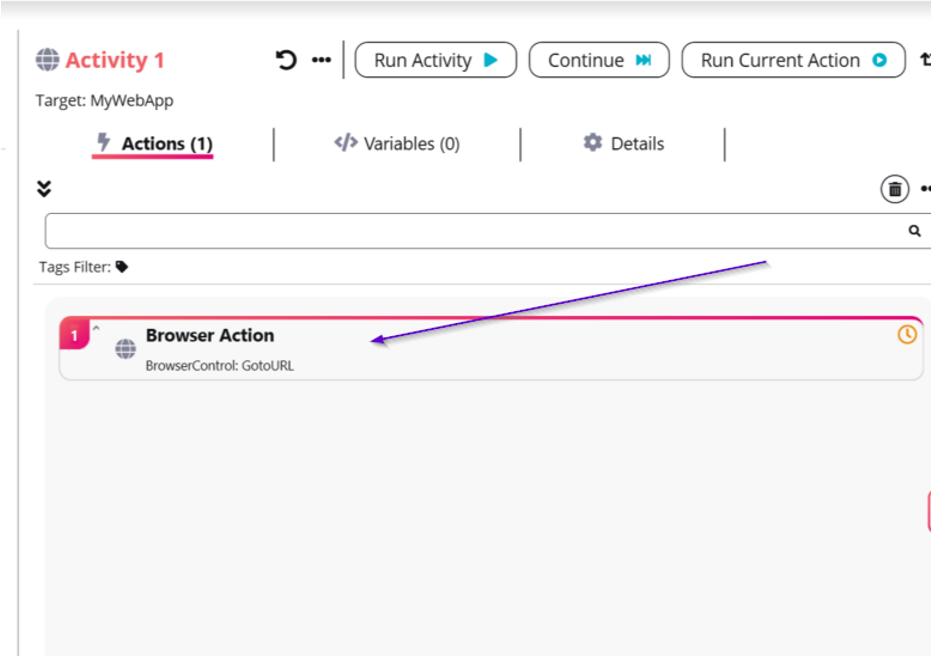 Activity 1 Run Activity Continue Run Current Action
Target: MyWebApp
Actions (1) Variables (0) Details
Tags Filter:
1 Browser Action
BrowserControl: GotoURL